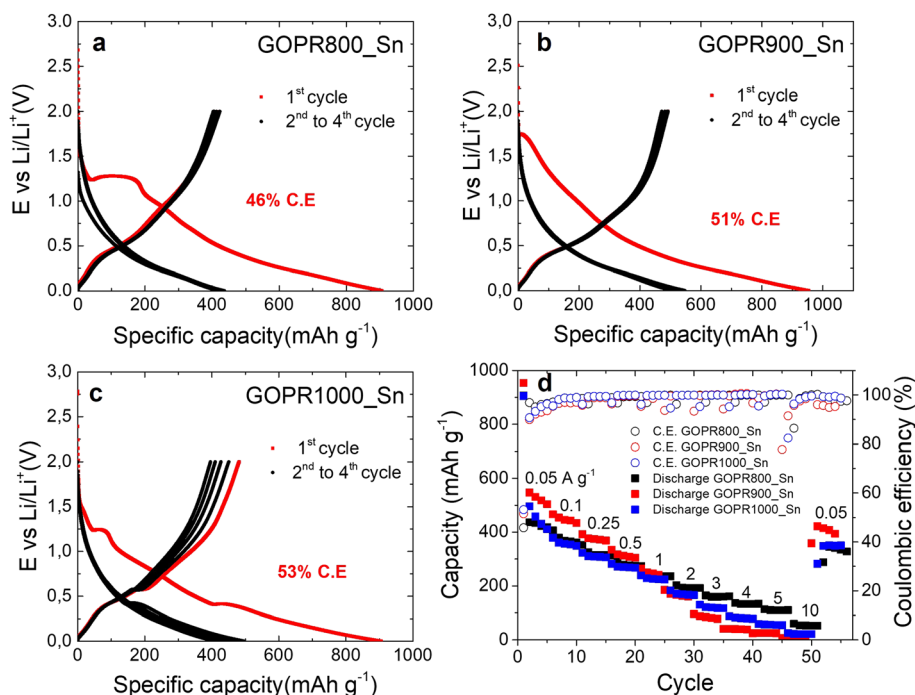 a
GOPR800_Sn
3,0
2.5
2.0
1.5
1.0
0.5
0.0
E vs Li/Li⁺(V)
1ˢᵗ cycle
2ⁿᵈ to 4ᵗʰ cycle
46% C.E
0
200
400
600
800
1000
Specific capacity(mAh g⁻¹)
b
GOPR900_Sn
3,0
2,5
2,0
1,5
1,0
0,5
0,0
E vs Li/Li⁺(V)
1ˢᵗ cycle
2ⁿᵈ to 4ᵗʰ cycle
51% C.E
0
200
400
600
800
1000
Specific capacity(mAh g⁻¹)
c
GOPR1000_Sn
3,0
2.5
2.0
1.5
1.0
0.5
0.0
E vs Li/Li⁺(V)
1ˢᵗ cycle
2ⁿᵈ to 4ᵗʰ cycle
53% C.E
0
200
400
600
800
1000
Specific capacity(mAh g⁻¹)
d
1000
800
600
400
200
0
Capacity (mAh g⁻¹)
C.E. GOPR800_Sn
C.E. GOPR900_Sn
C.E. GOPR1000_Sn
Discharge GOPR800_Sn
Discharge GOPR900_Sn
Discharge GOPR1000_Sn
0.05 A g⁻¹
0.1
0.25
0.5
1
2
3
4
5
10
0.05
100
80
60
40
20
0
Coulombic efficiency (%)
0
10
20
30
40
50
Cycle